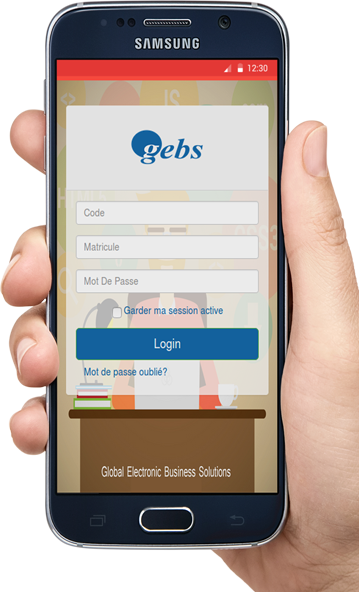 SAMSUNG
12:30
JS
gebs
Code
Matricule
Mot De Passe
Garder ma session active
Login
Mot de passe oublié?
Global Electronic Business Solutions